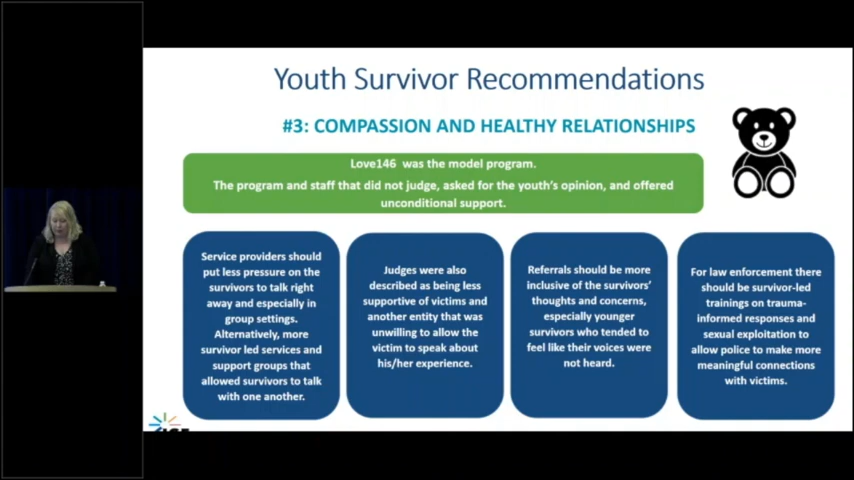 Youth Survivor Recommendations
#3: COMPASSION AND HEALTHY RELATIONSHIPS
Love146 was the model program.
The program and staff that did not judge, asked for the youth's opinion, and offered
unconditional support.
Service providers should
put less pressure on the
survivors to talk right
away and especially in
group settings.
Alternatively, more
survivor led services and
support groups that
allowed survivors to talk
with one another.
Judges were also
described as being less
supportive of victims and
another entity that was
unwilling to allow the
victim to speak about
his/her experience.
Referrals should be more
inclusive of the survivors'
thoughts and concerns,
especially younger
survivors who tended to
feel like their voices were
not heard.
For law enforcement there
should be survivor-led
trainings on trauma-
informed responses and
sexual exploitation to
allow police to make more
meaningful connections
with victims.